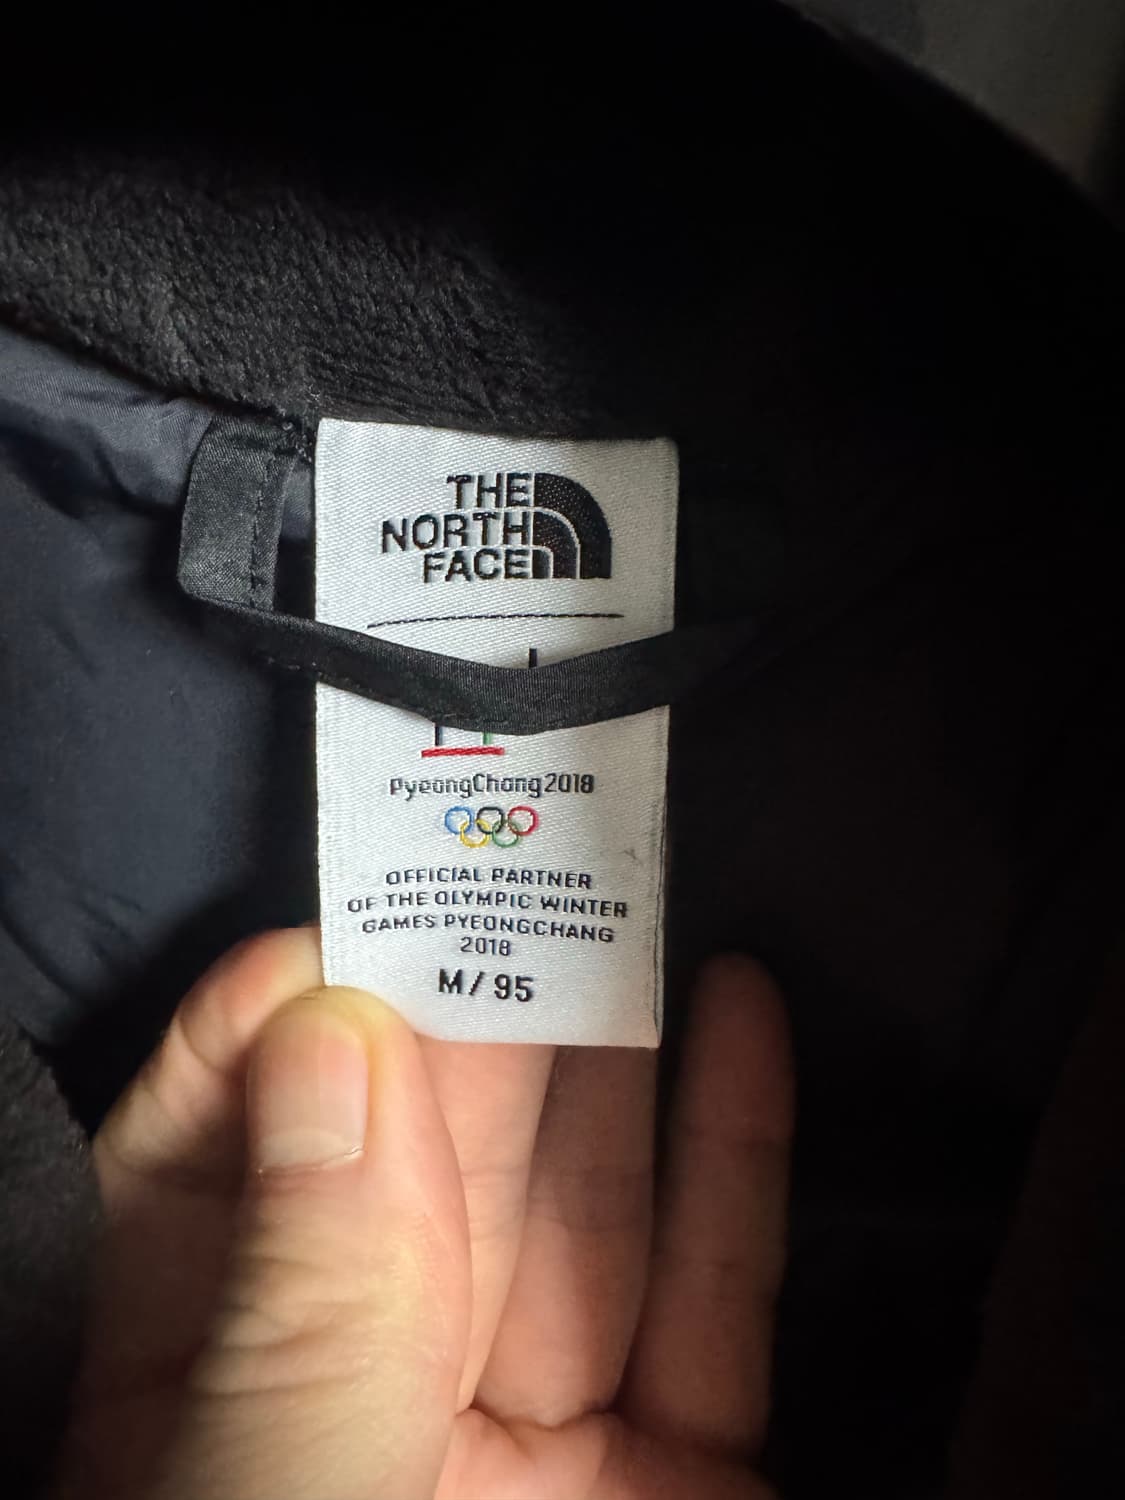 THE
NORTH
FACE
PyeongChang2018
OFFICIAL PARTNER
OF THE OLYMPIC WINTER
GAMES PYEONGCHANG
2018
M/95